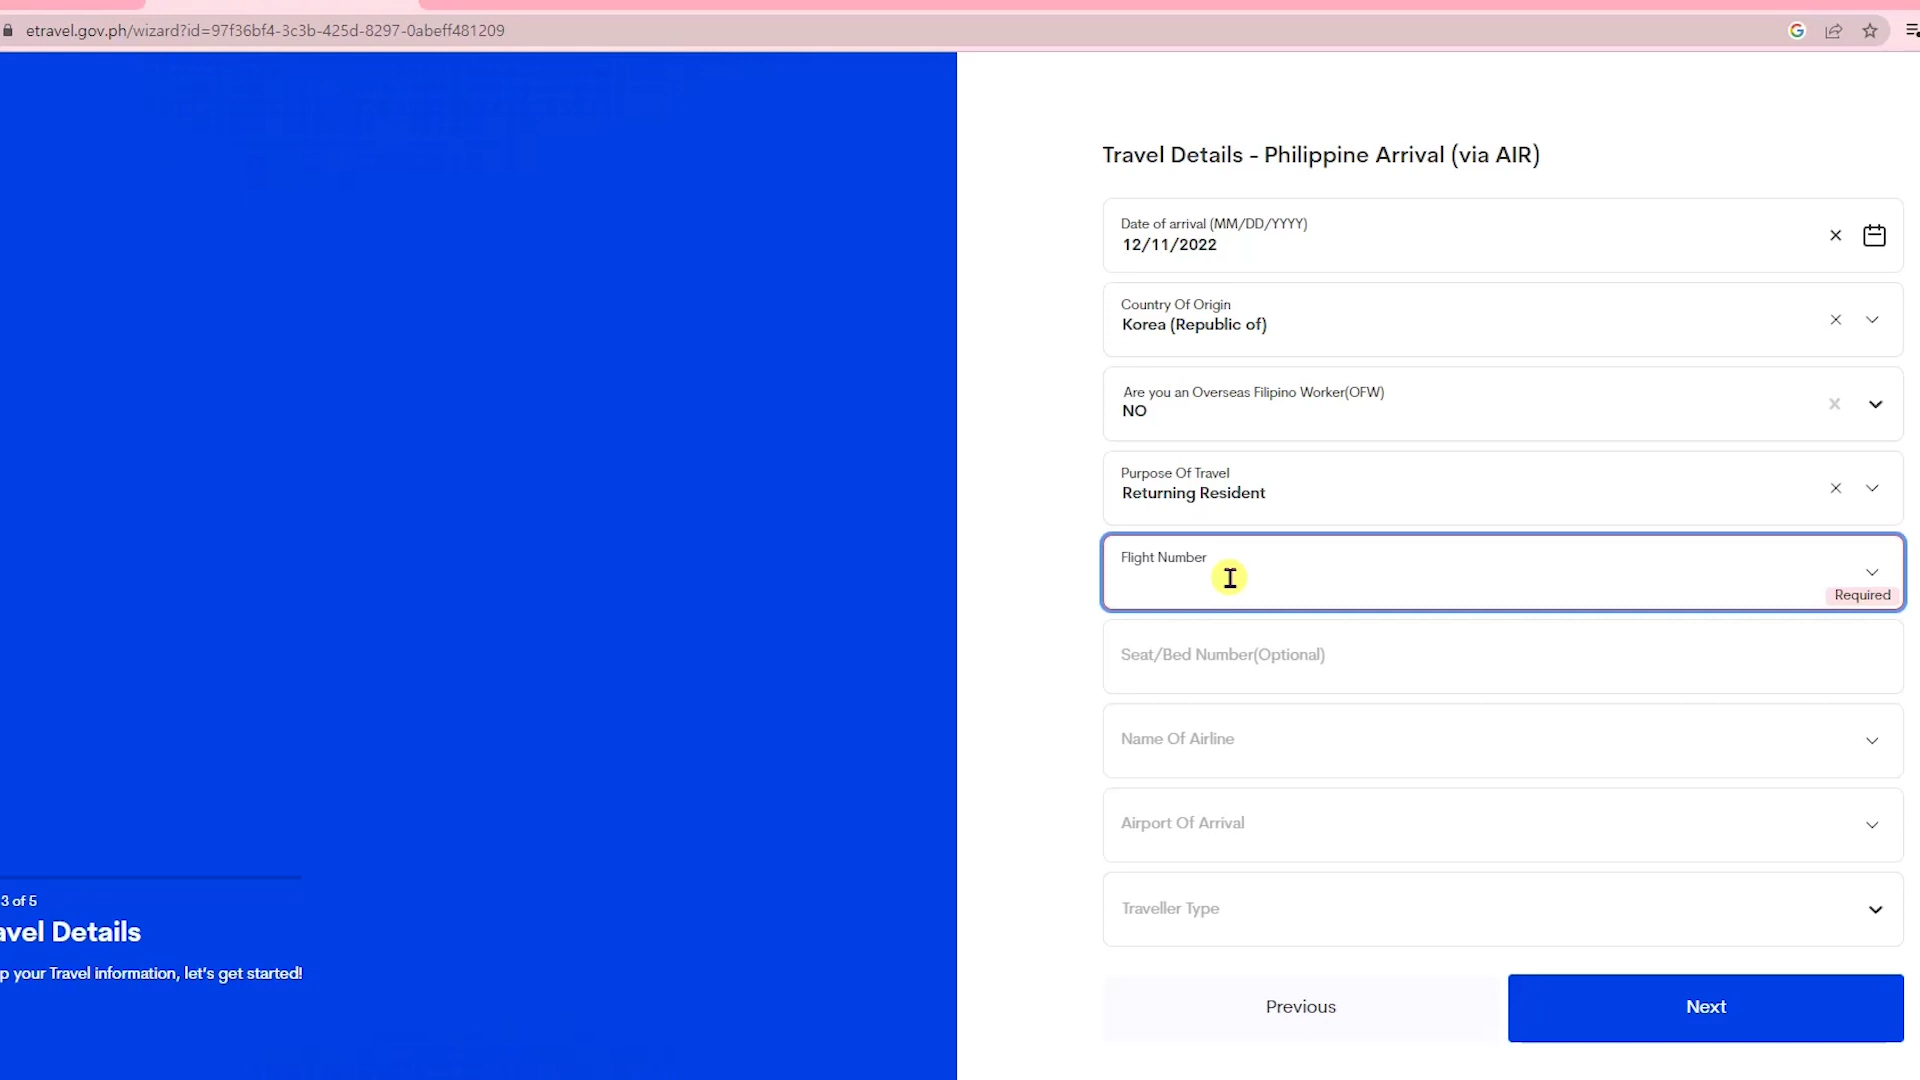 etravel.gov.ph/wizard?id=97f36bf4-3c3b-425d-8297-0abeff481209
Travel Details - Philippine Arrival (via AIR)
Date of arrival (MM/DD/YYYY)
12/11/2022
Country Of Origin
Korea (Republic of)
Are you an Overseas Filipino Worker(OFW)
NO
Purpose Of Travel
Returning Resident
Flight Number
Required
Seat/Bed Number(Optional)
Name Of Airline
Airport Of Arrival
Traveller Type
Previous
Next
3 of 5
avel Details
p your Travel information, let's get started!